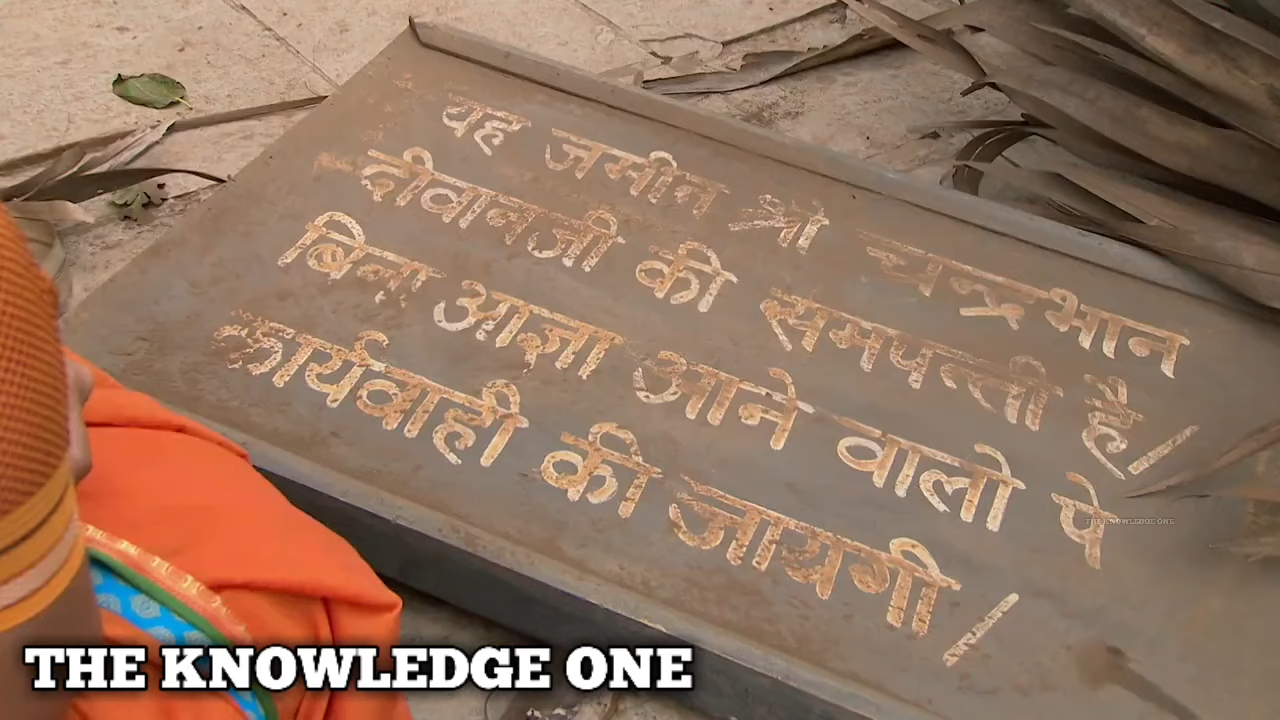 यह जमीन श्री चन्द्रभान
दीवानजी की सम्पत्ती है।
बिना आज्ञा आने वालो पे
कार्यवाही की जायगी।
THE KNOWLEDGE ONE
THE KNOWLEDGE ONE